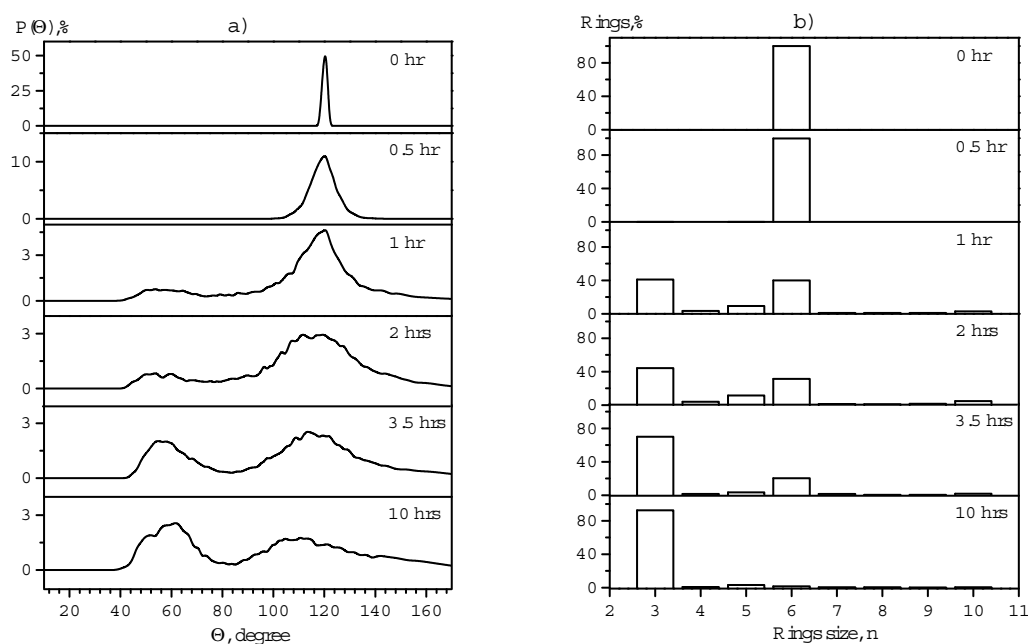 P(Θ),%
a)
50
25
0
0 hr
10
0
0.5 hr
3
0
1 hr
3
0
2 hrs
3
0
3.5 hrs
3
0
10 hrs
20 40 60 80 100 120 140 160
Θ, degree
Rings,%
b)
80
40
0
0 hr
80
40
0
0.5 hr
80
40
0
1 hr
80
40
0
2 hrs
80
40
0
3.5 hrs
80
40
0
10 hrs
2 3 4 5 6 7 8 9 10 11
Rings size, n